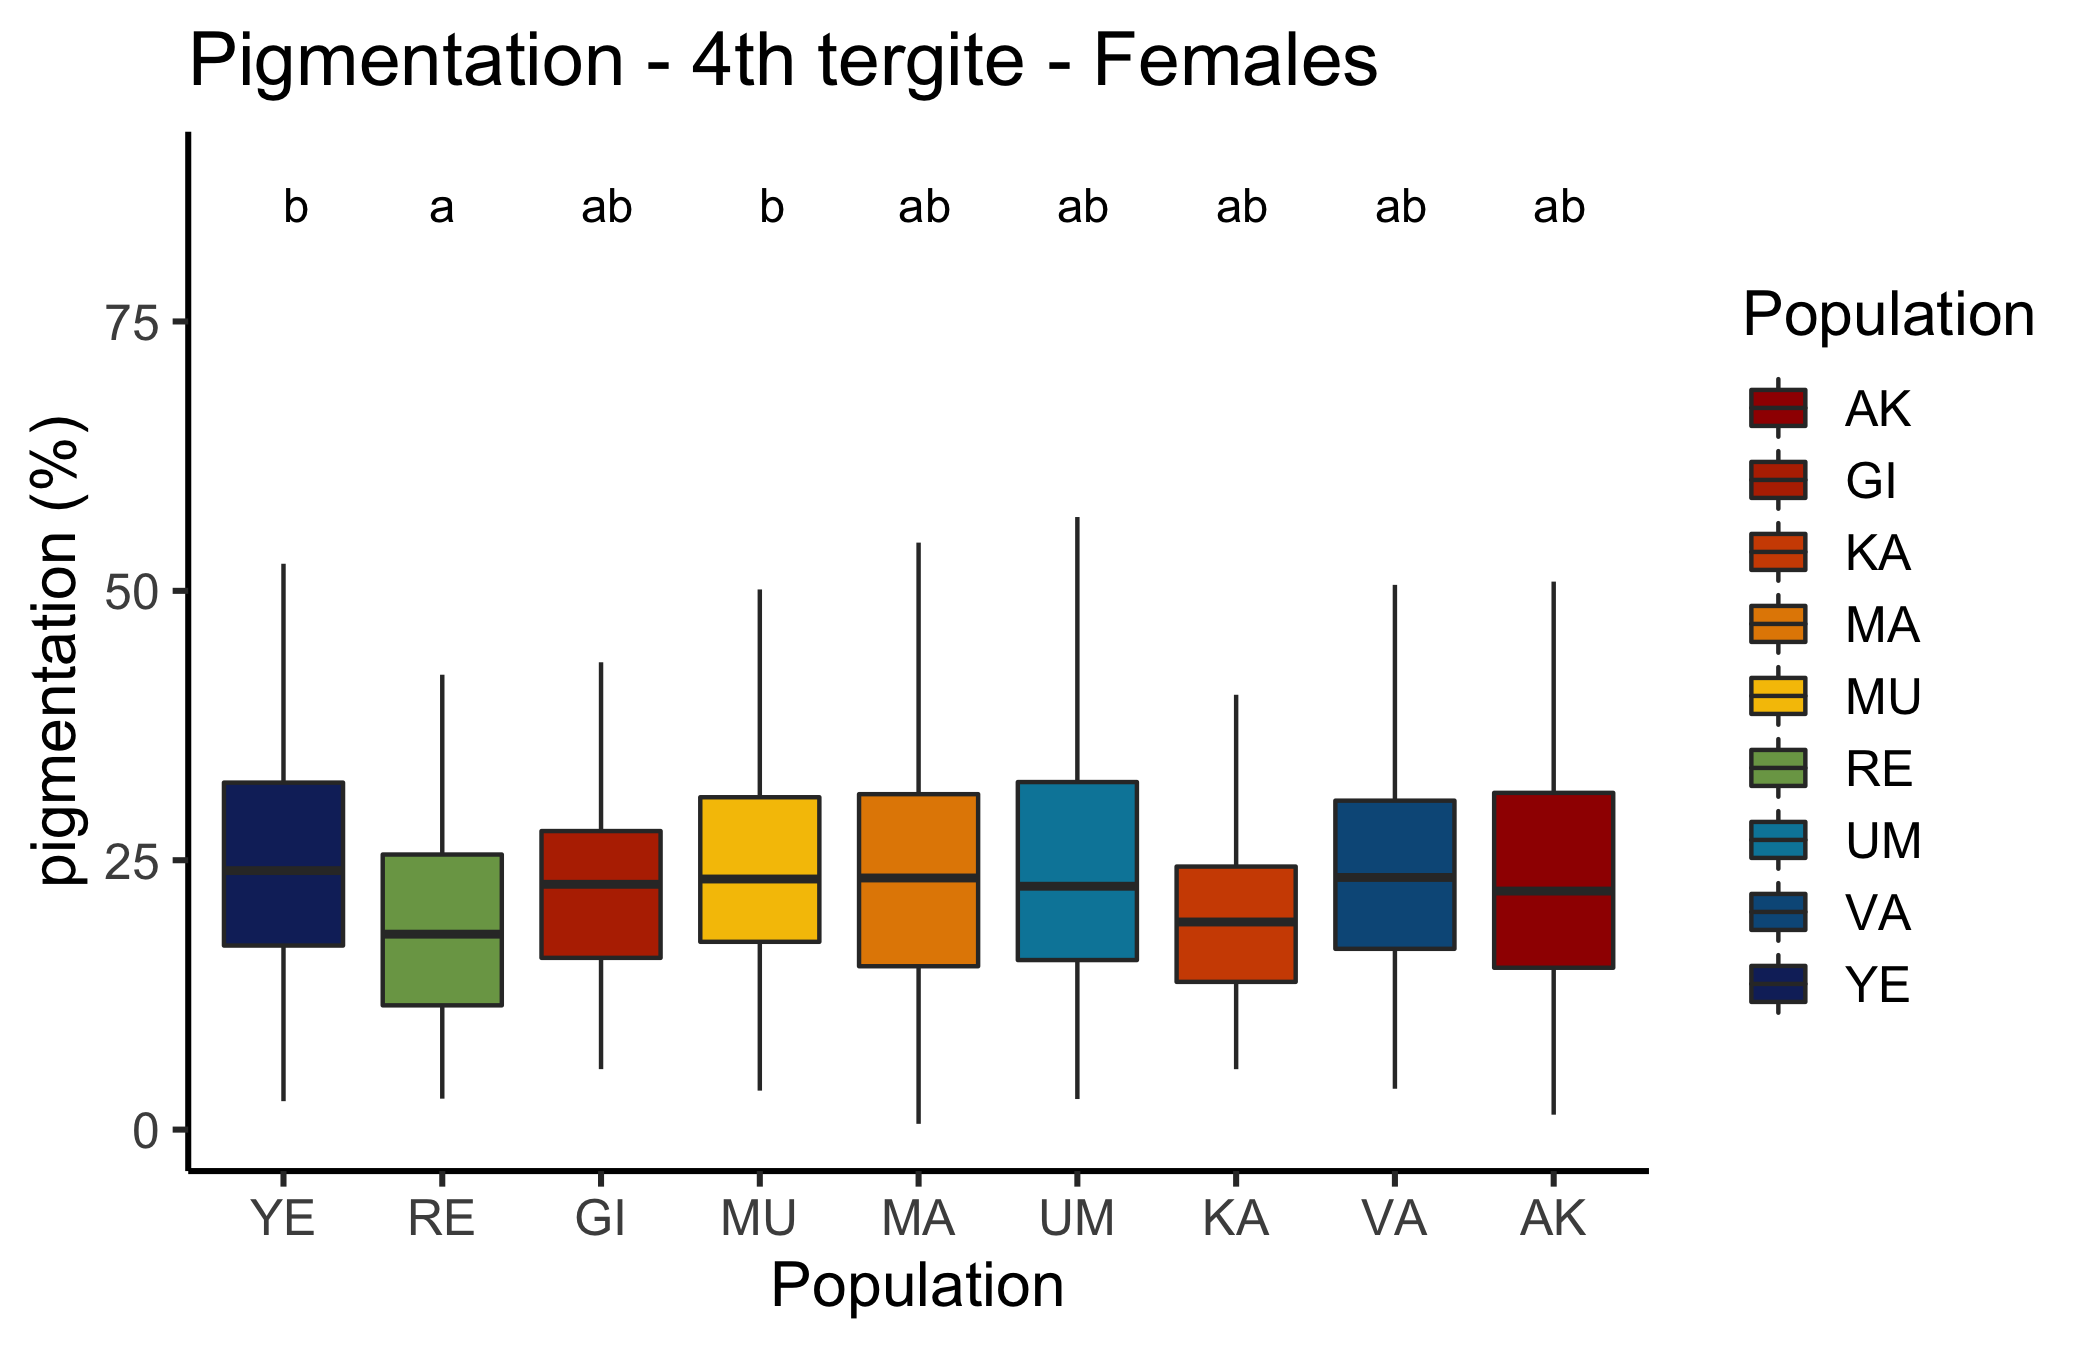 Pigmentation - 4th tergite - Females
b a ab b ab ab ab ab ab
75
50
25
0
pigmentation (%)
YE RE GI MU MA UM KA VA AK
Population
Population
AK
GI
KA
MA
MU
RE
UM
VA
YE